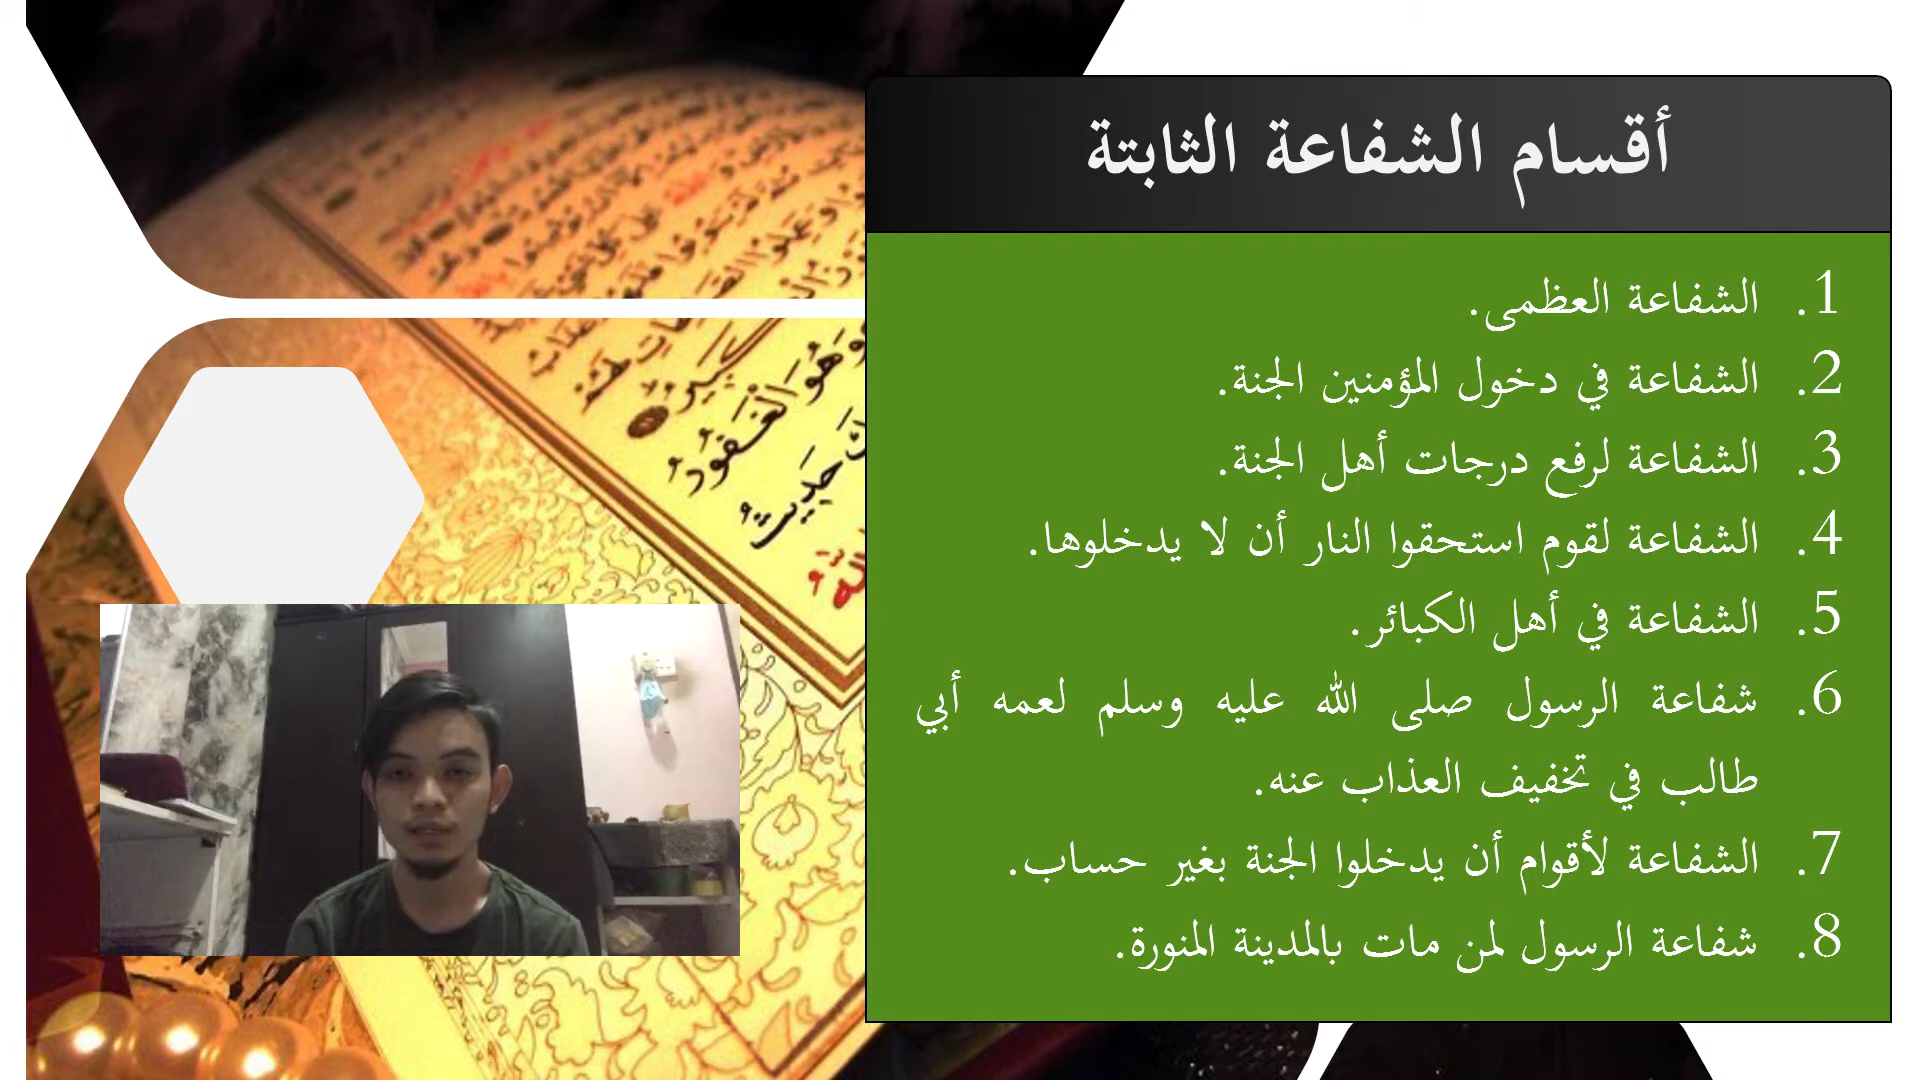 أقسام الشفاعة الثابتة
1. الشفاعة العظمى.
2. الشفاعة في دخول المؤمنين الجنة.
3. الشفاعة لرفع درجات أهل الجنة.
4. الشفاعة لقوم استحقوا النار أن لا يدخلوها.
5. الشفاعة في أهل الكبائر.
6. شفاعة الرسول صلى الله عليه وسلم لعمه أبي
طالب في تخفيف العذاب عنه.
7. الشفاعة لأقوام أن يدخلوا الجنة بغير حساب.
8. شفاعة الرسول لمن مات بالمدينة المنورة.